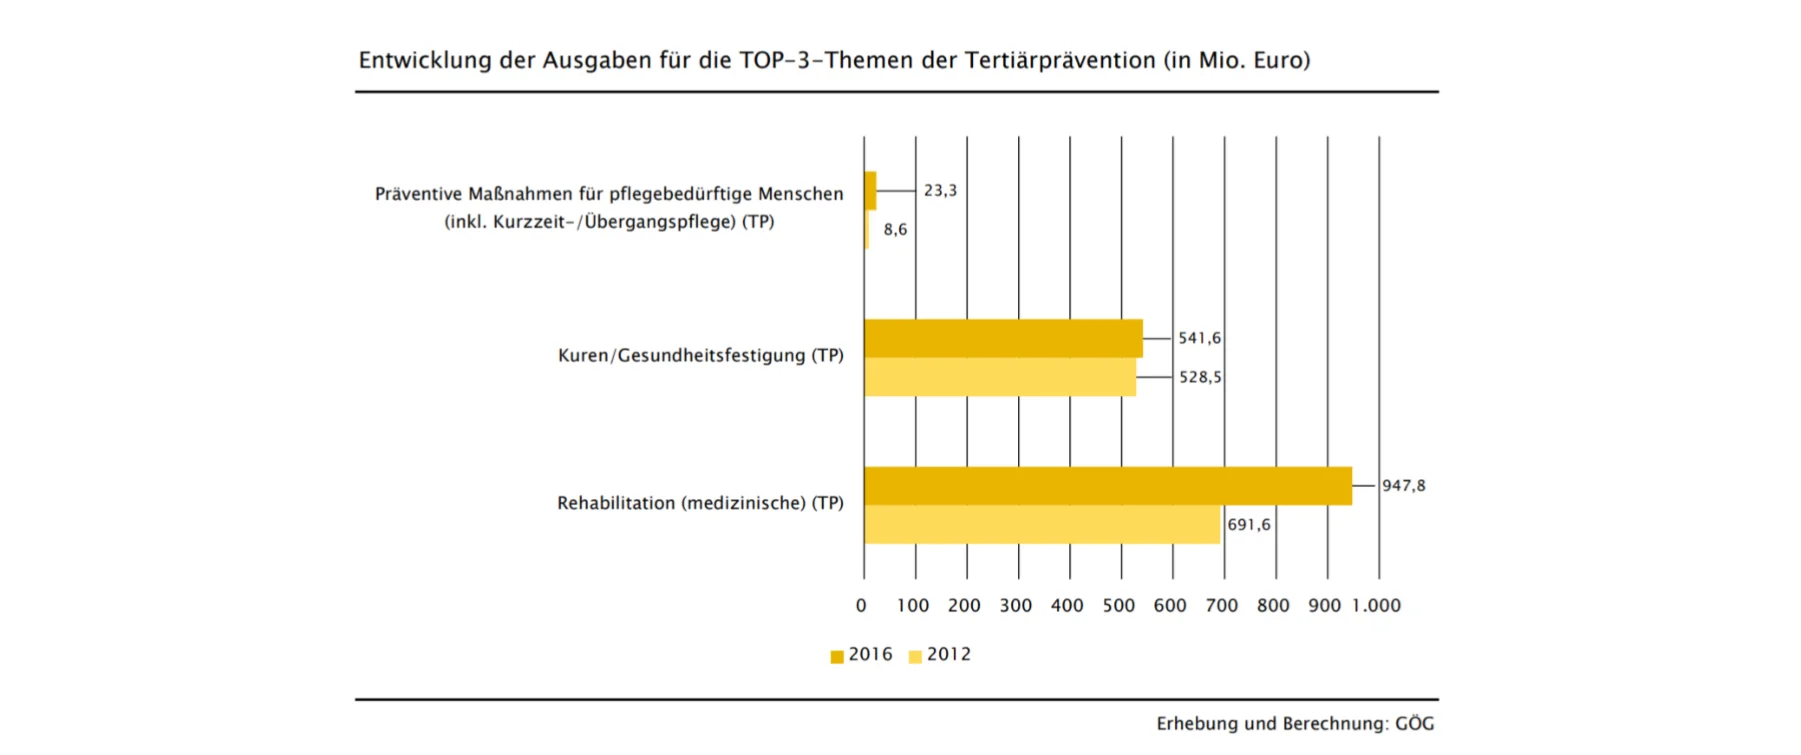 Entwicklung der Ausgaben für die TOP-3-Themen der Tertiärprävention (in Mio. Euro)
Präventive Maßnahmen für pflegebedürftige Menschen
(inkl. Kurzzeit-/Übergangspflege) (TP)
23,3
8,6
Kuren/Gesundheitsfestigung (TP)
541,6
528,5
Rehabilitation (medizinische) (TP)
947,8
691,6
0 100 200 300 400 500 600 700 800 900 1.000
2016 2012
Erhebung und Berechnung: GÖG